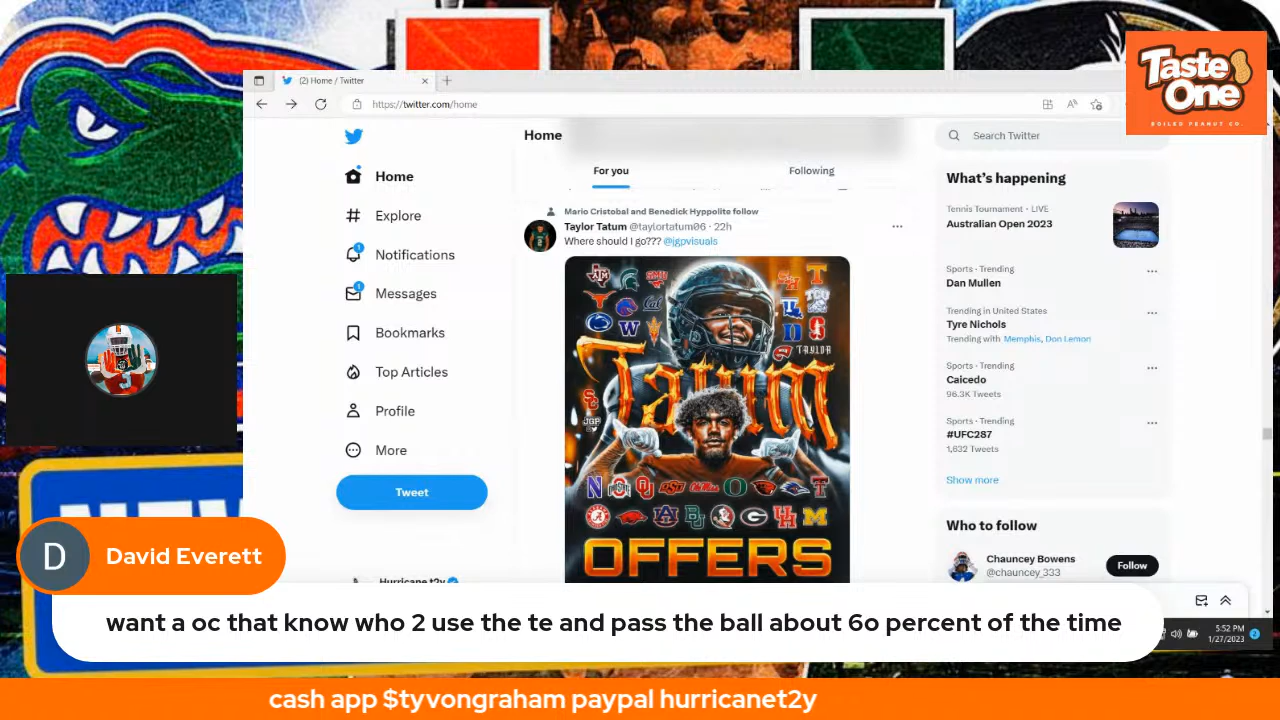 (2) Home / Twitter
https://twitter.com/home
Taste
One
BOILED PEANUT CO.
Home
Search Twitter
For you
Following
Home
Explore
Notifications
Messages
Bookmarks
Top Articles
Profile
More
Tweet
Mario Cristobal and Benedick Hyppolite follow
Taylor Tatum @taylortatum06 · 22h
Where should I go??? @jgpvisuals
Tatum
OFFERS
What's happening
Tennis Tournament · LIVE
Australian Open 2023
Sports · Trending
Dan Mullen
Trending in United States
Tyre Nichols
Trending with Memphis, Don Lemon
Sports · Trending
Caicedo
96.3K Tweets
Sports · Trending
#UFC287
1,632 Tweets
Show more
Who to follow
Chauncey Bowens
@chauncey_333
Follow
Hurricane t2y
D
David Everett
want a oc that know who 2 use the te and pass the ball about 6o percent of the time
5:52 PM
1/27/2023
cash app $tyvongraham paypal hurricanet2y